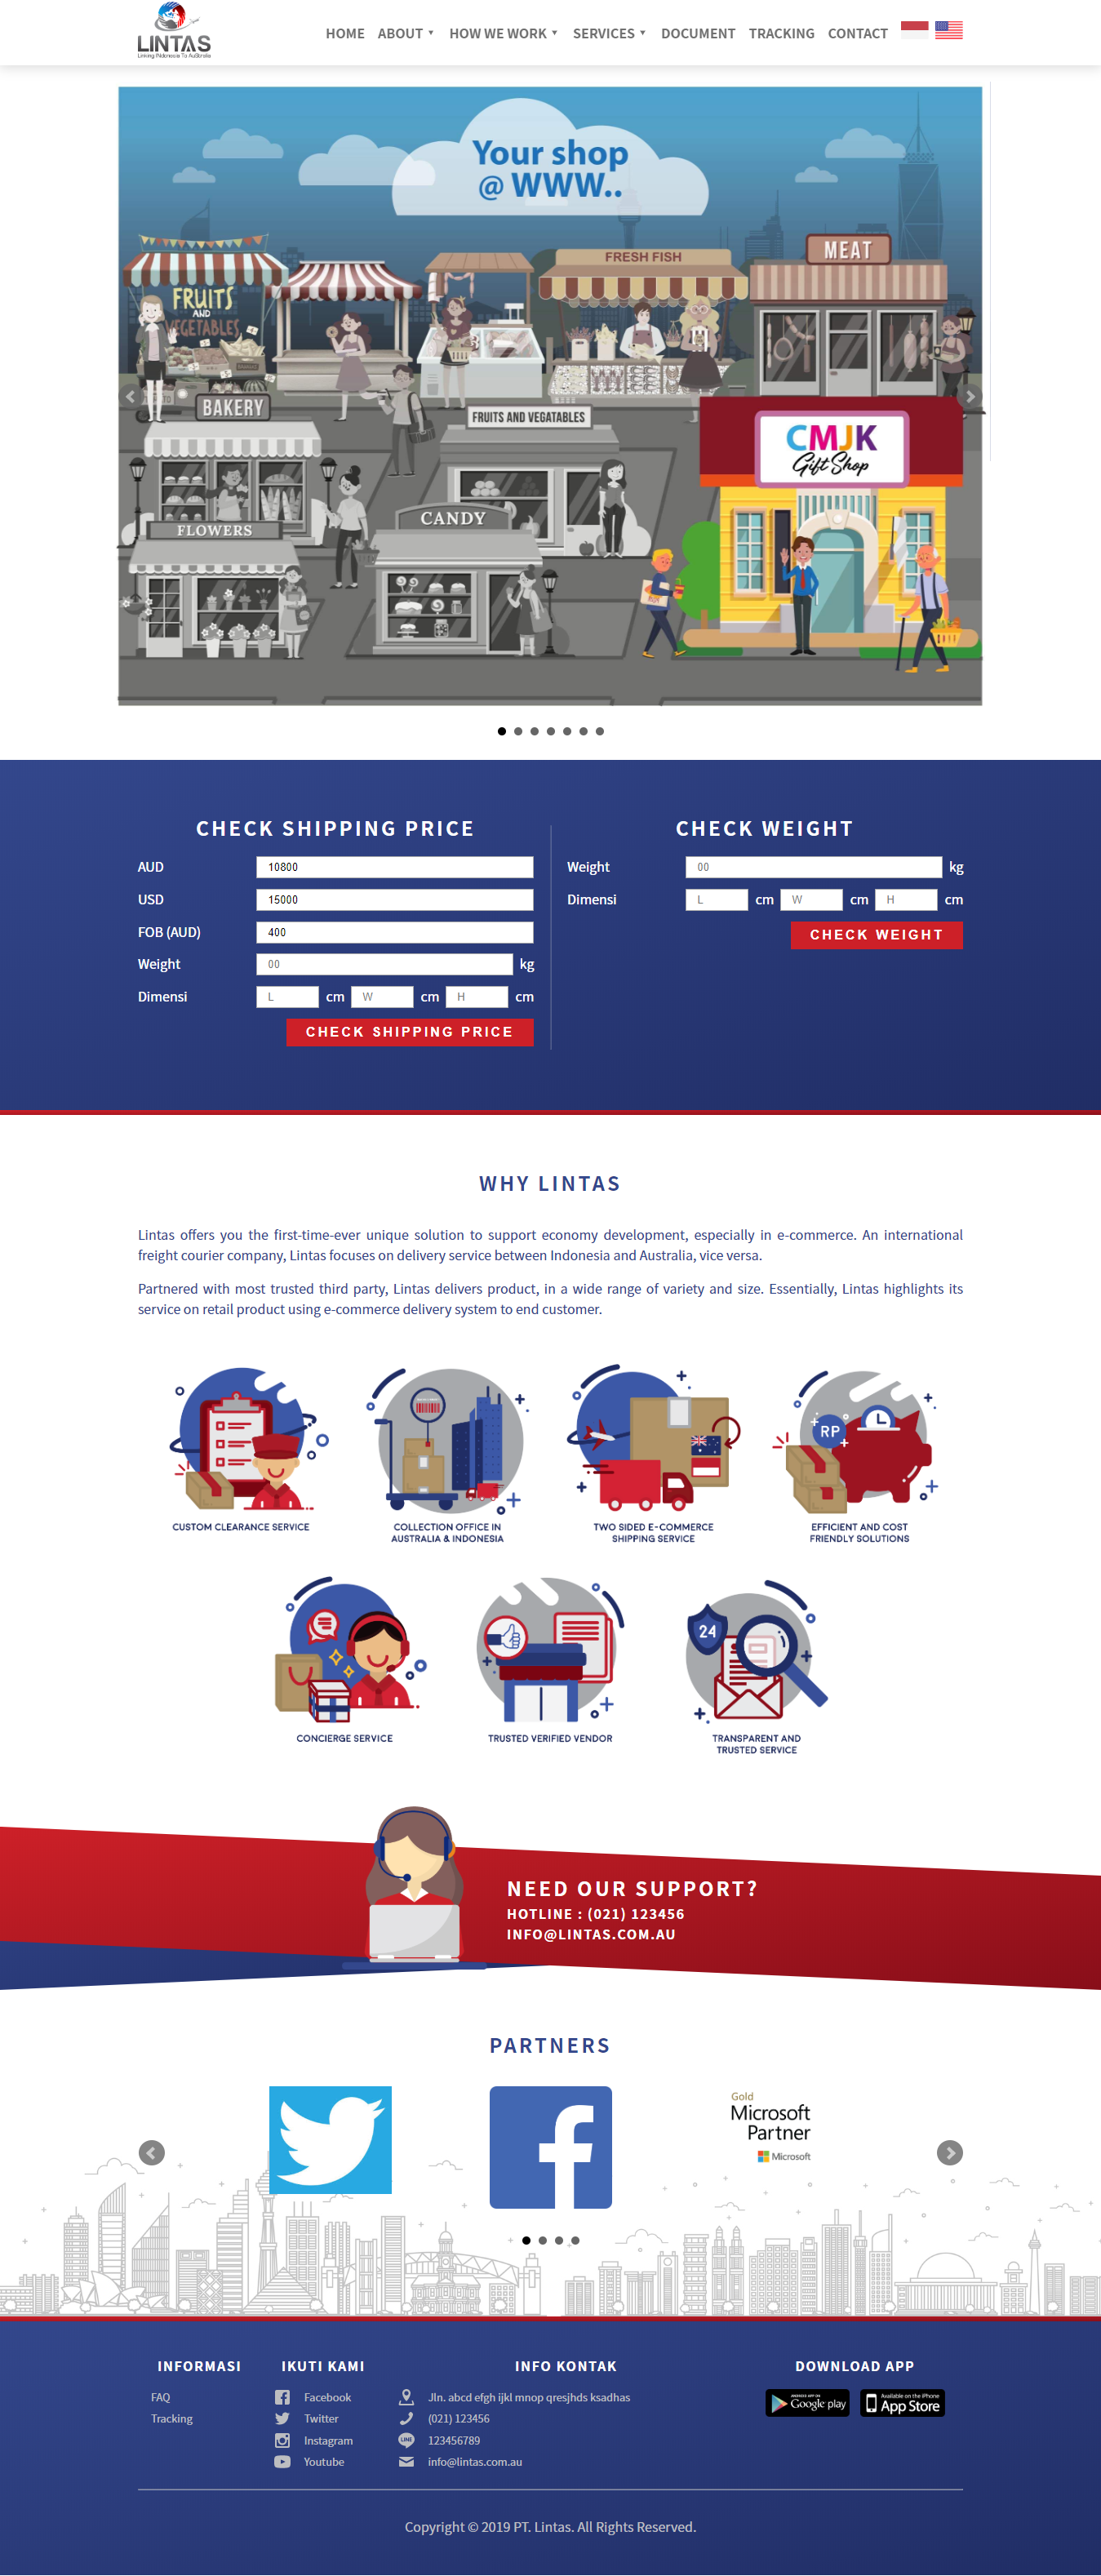 LINTAS
Linking Indonesia To Australia
HOME ABOUT HOW WE WORK SERVICES DOCUMENT TRACKING CONTACT
Your shop
@ WWW..
FRESH FISH
MEAT
FRUITS
AND
VEGETABLES
BAKERY
FRUITS AND VEGATABLES
CMJK
Gift Shop
CANDY
FLOWERS
CHECK SHIPPING PRICE
AUD 10800
USD 15000
FOB (AUD) 400
Weight 00 kg
Dimensi L cm W cm H cm
CHECK SHIPPING PRICE
CHECK WEIGHT
Weight 00 kg
Dimensi L cm W cm H cm
CHECK WEIGHT
WHY LINTAS
Lintas offers you the first-time-ever unique solution to support economy development, especially in e-commerce. An international
freight courier company, Lintas focuses on delivery service between Indonesia and Australia, vice versa.
Partnered with most trusted third party, Lintas delivers product, in a wide range of variety and size. Essentially, Lintas highlights its
service on retail product using e-commerce delivery system to end customer.
CUSTOM CLEARANCE SERVICE
COLLECTION OFFICE IN
AUSTRALIA & INDONESIA
TWO SIDED E-COMMERCE
SHIPPING SERVICE
RP
EFFICIENT AND COST
FRIENDLY SOLUTIONS
CONCIERGE SERVICE
TRUSTED VERIFIED VENDOR
24
TRANSPARENT AND
TRUSTED SERVICE
NEED OUR SUPPORT?
HOTLINE : (021) 123456
INFO@LINTAS.COM.AU
PARTNERS
Gold
Microsoft
Partner
Microsoft
INFORMASI
FAQ
Tracking
IKUTI KAMI
Facebook
Twitter
Instagram
Youtube
INFO KONTAK
Jln. abcd efgh ijkl mnop qresjhds ksadhas
(021) 123456
LINE 123456789
info@lintas.com.au
DOWNLOAD APP
ANDROID APP ON
Google play
Available on the iPhone
App Store
Copyright © 2019 PT. Lintas. All Rights Reserved.